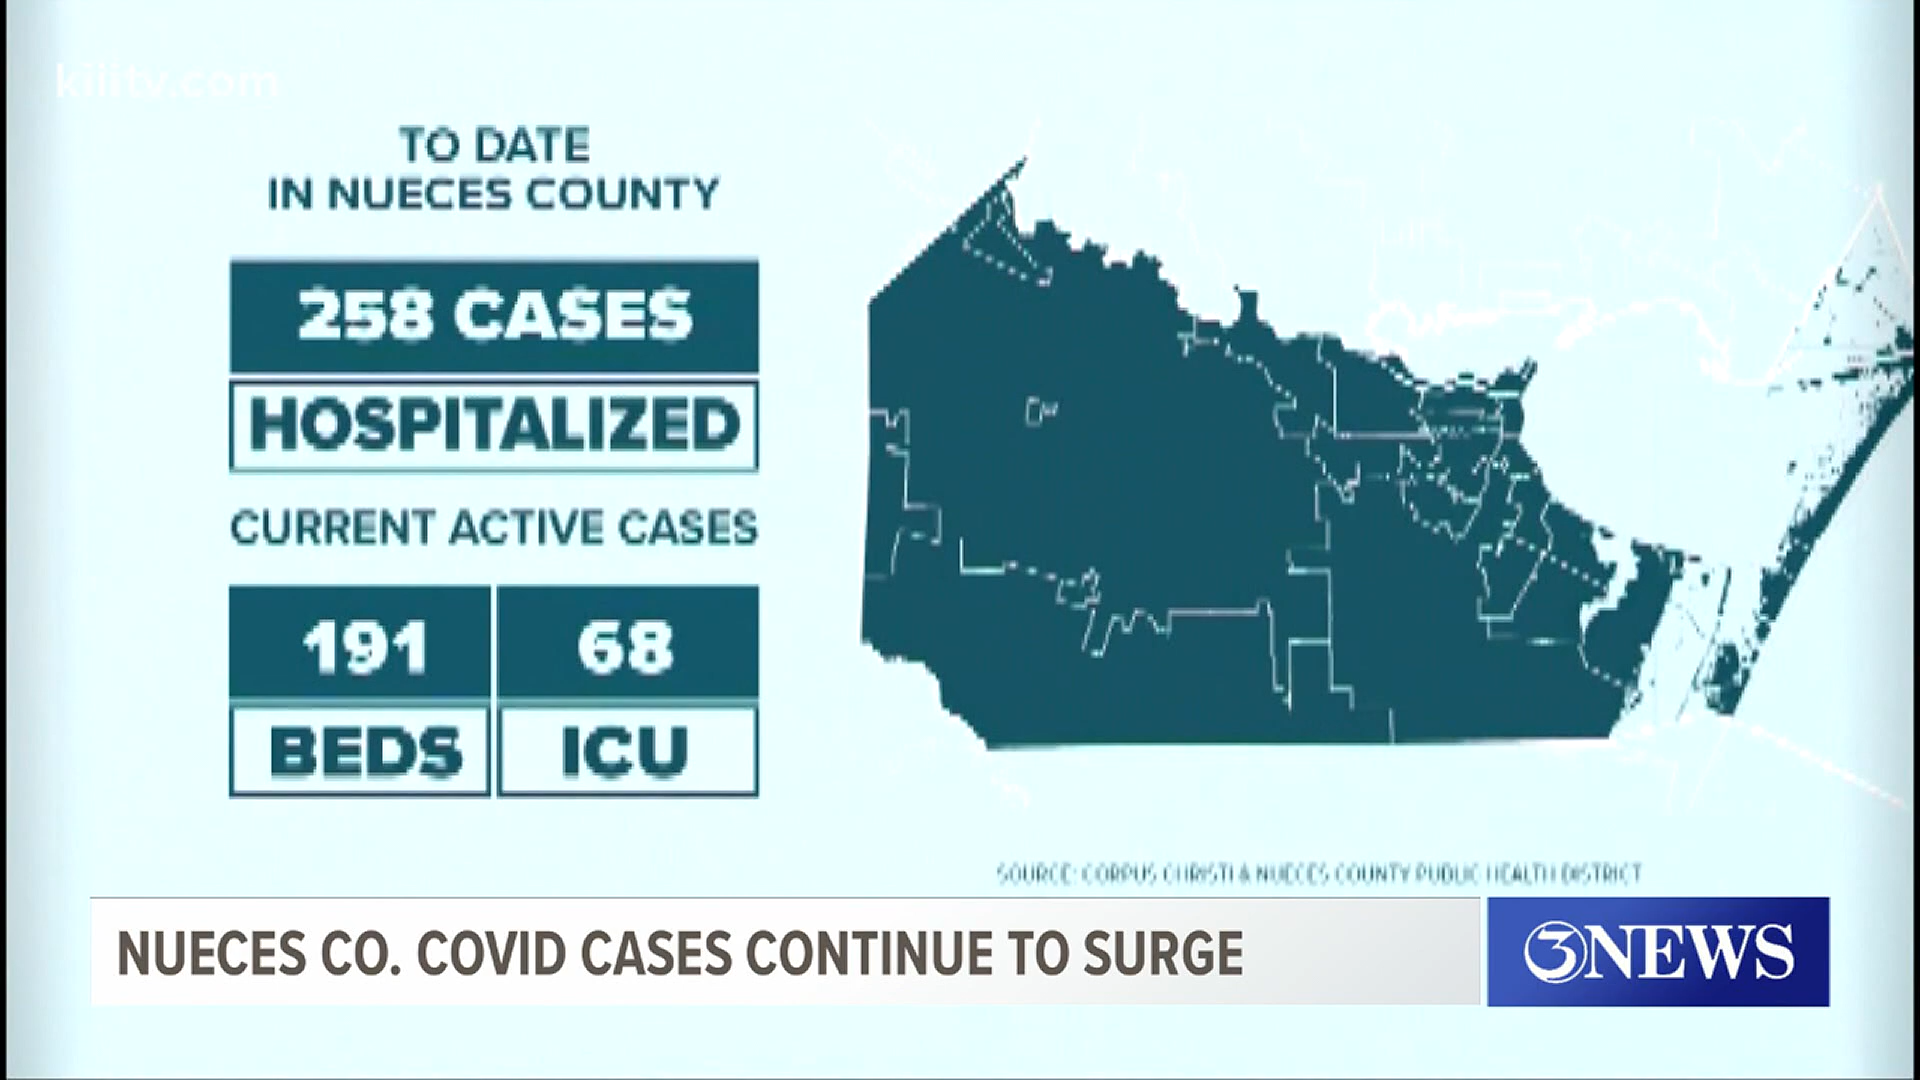 kiiitv.com
TO DATE
IN NUECES COUNTY
258 CASES
HOSPITALIZED
CURRENT ACTIVE CASES
191
68
BEDS
ICU
SOURCE: CORPUS CHRISTI & NUECES COUNTY PUBLIC HEALTH DISTRICT
NUECES CO. COVID CASES CONTINUE TO SURGE
3NEWS